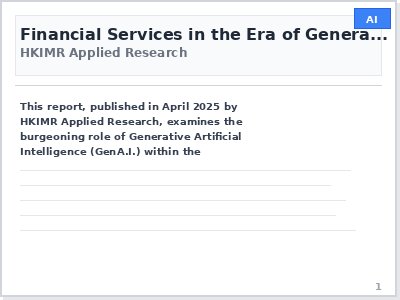 AI
Financial Services in the Era of Genera...
HKIMR Applied Research
This report, published in April 2025 by
HKIMR Applied Research, examines the
burgeoning role of Generative Artificial
Intelligence (GenA.I.) within the
1